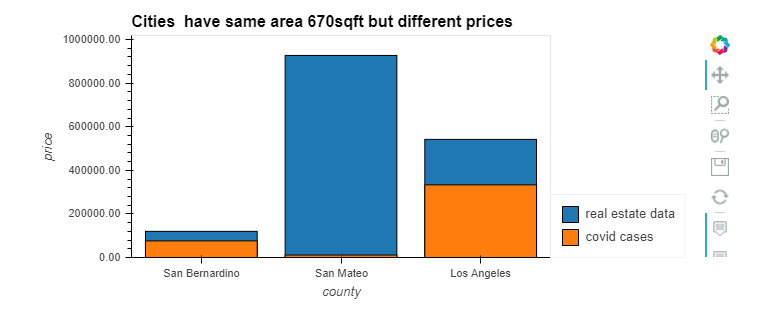 Cities  have same area 670sqft but different prices
1000000.00
800000.00
600000.00
400000.00
200000.00
0.00
price
San Bernardino
San Mateo
Los Angeles
county
real estate data
covid cases